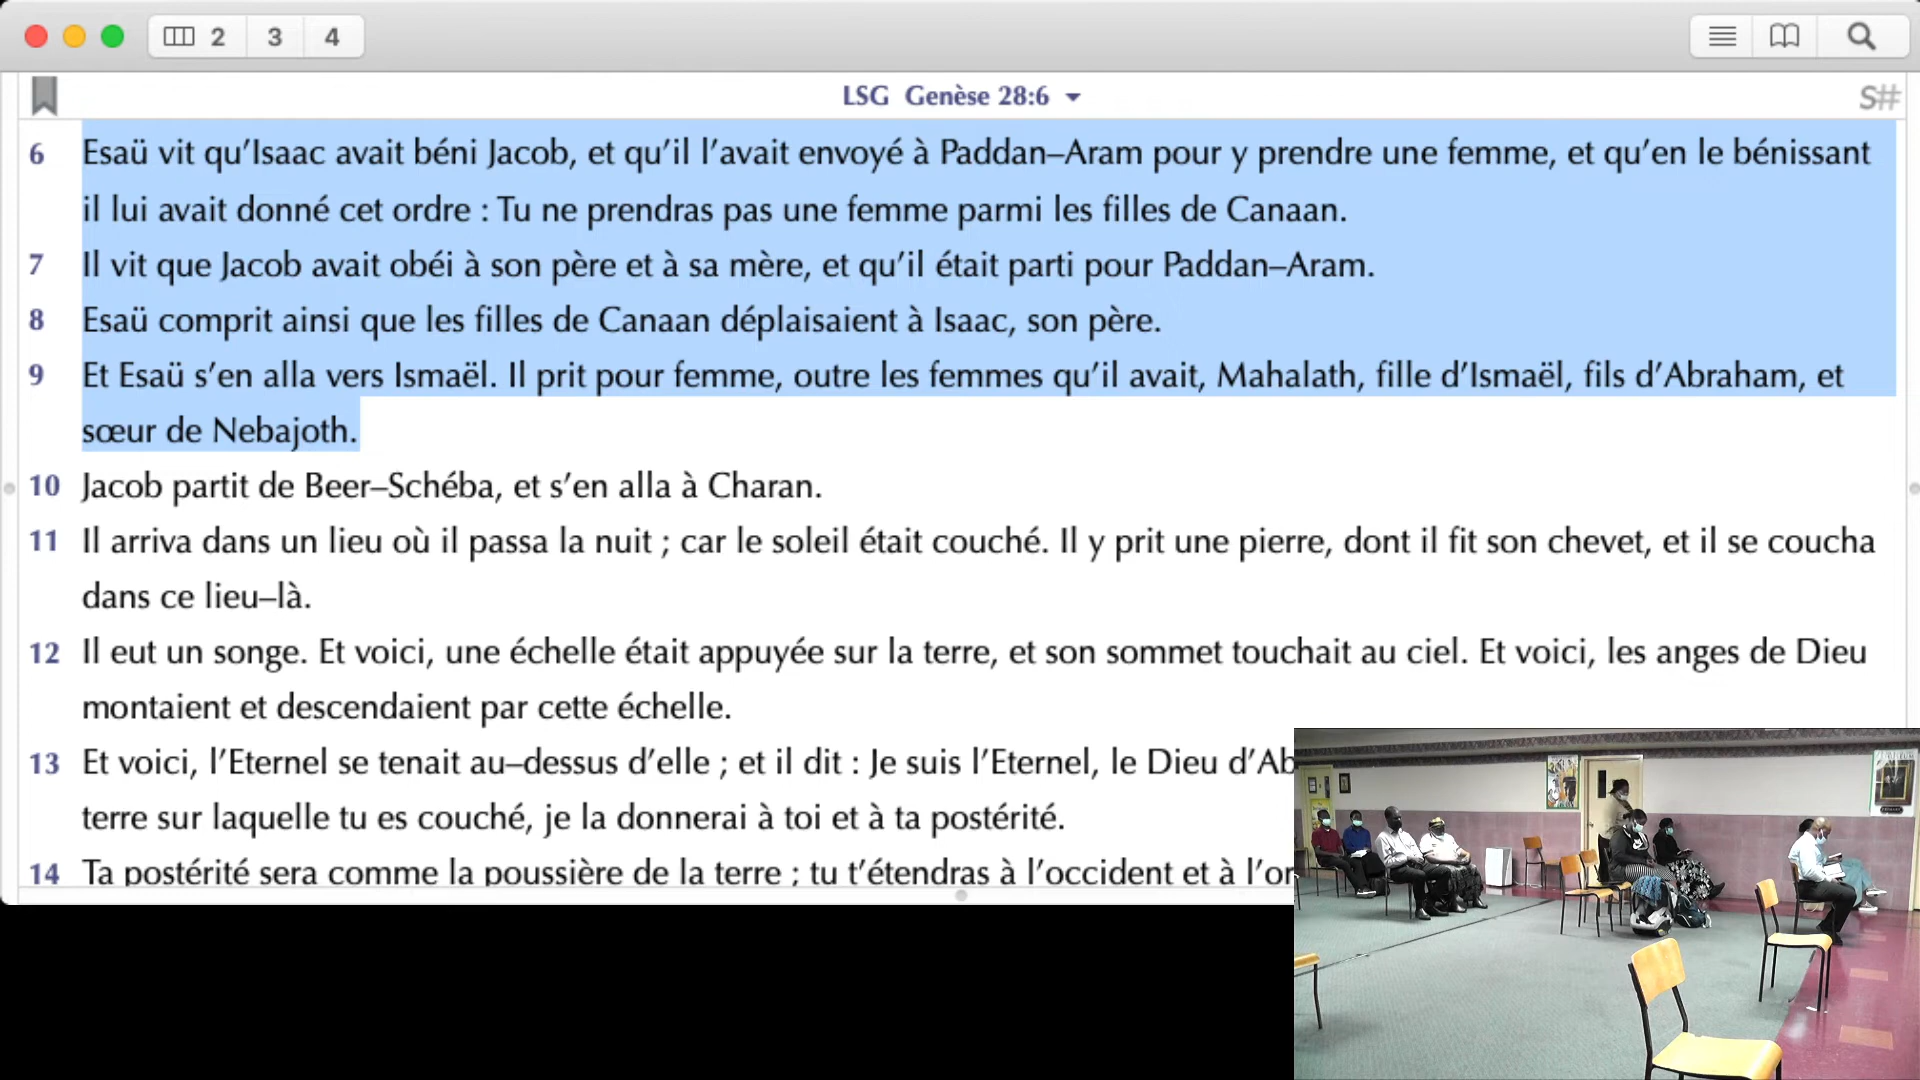 2 3 4
LSG Genèse 28:6
S#
6 Esaü vit qu’Isaac avait béni Jacob, et qu’il l’avait envoyé à Paddan–Aram pour y prendre une femme, et qu’en le bénissant
il lui avait donné cet ordre : Tu ne prendras pas une femme parmi les filles de Canaan.
7 Il vit que Jacob avait obéi à son père et à sa mère, et qu’il était parti pour Paddan–Aram.
8 Esaü comprit ainsi que les filles de Canaan déplaisaient à Isaac, son père.
9 Et Esaü s’en alla vers Ismaël. Il prit pour femme, outre les femmes qu’il avait, Mahalath, fille d’Ismaël, fils d’Abraham, et
sœur de Nebajoth.
10 Jacob partit de Beer–Schéba, et s’en alla à Charan.
11 Il arriva dans un lieu où il passa la nuit ; car le soleil était couché. Il y prit une pierre, dont il fit son chevet, et il se coucha
dans ce lieu–là.
12 Il eut un songe. Et voici, une échelle était appuyée sur la terre, et son sommet touchait au ciel. Et voici, les anges de Dieu
montaient et descendaient par cette échelle.
13 Et voici, l’Eternel se tenait au–dessus d’elle ; et il dit : Je suis l’Eternel, le Dieu d’Ab
terre sur laquelle tu es couché, je la donnerai à toi et à ta postérité.
14 Ta postérité sera comme la poussière de la terre ; tu t’étendras à l’occident et à l’or